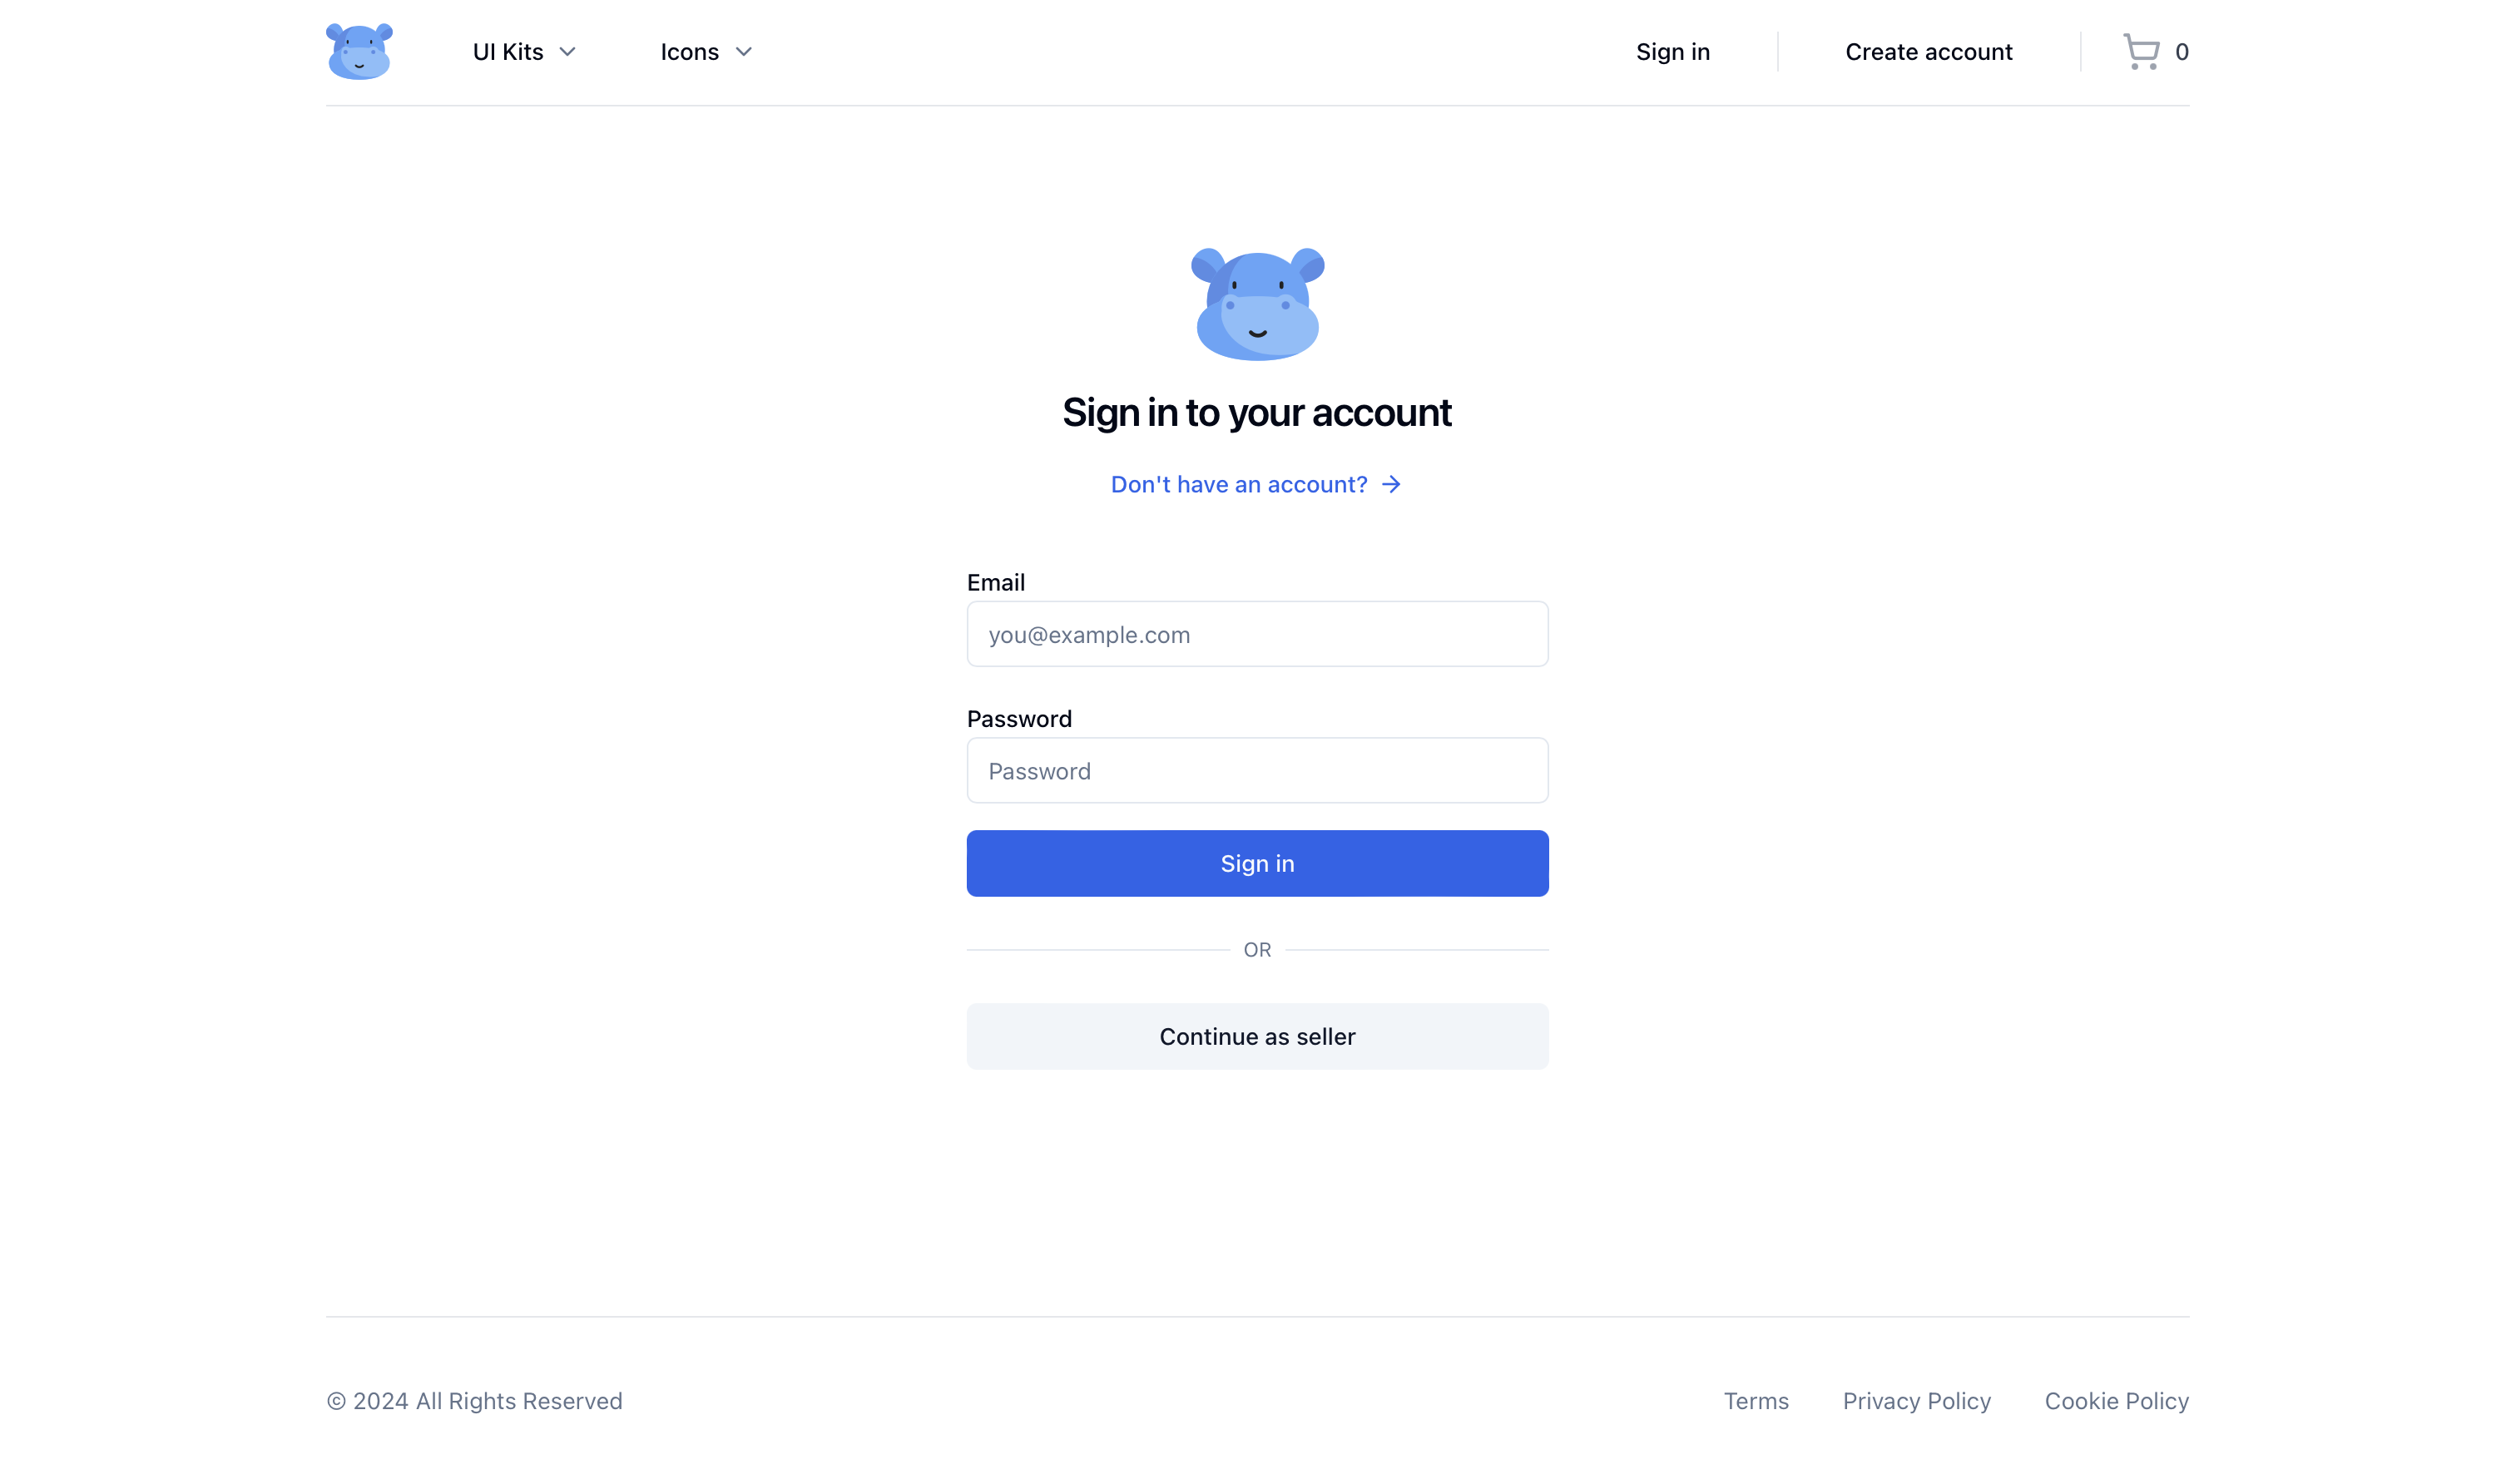 UI Kits
Icons
Sign in
Create account
0
Sign in to your account
Don't have an account? →
Email
you@example.com
Password
Password
Sign in
OR
Continue as seller
© 2024 All Rights Reserved
Terms
Privacy Policy
Cookie Policy